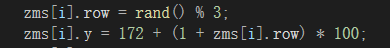 zms[i].row = rand() % 3;
zms[i].y = 172 + (1 + zms[i].row) * 100;